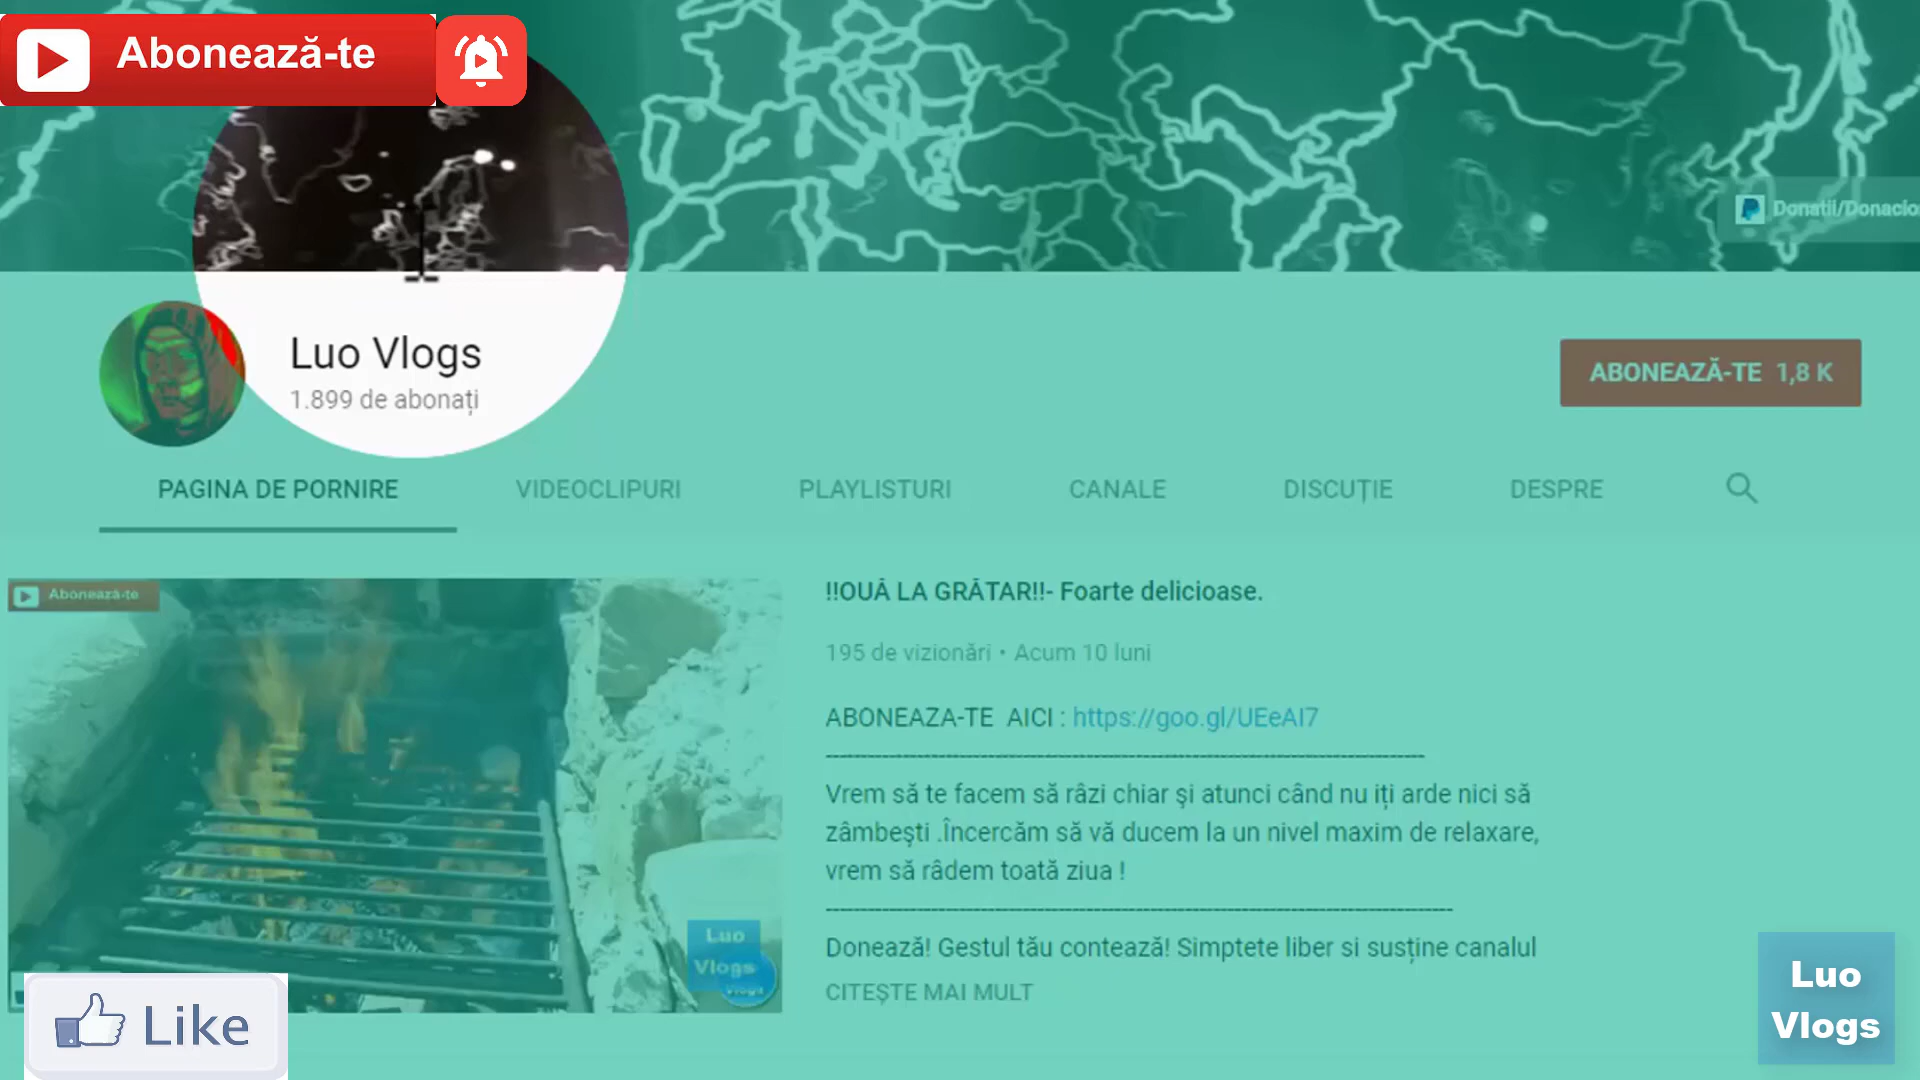 Abonează-te
Donatii/Donacio
Luo Vlogs
1.899 de abonați
ABONEAZĂ-TE 1,8 K
PAGINA DE PORNIRE
VIDEOCLIPURI
PLAYLISTURI
CANALE
DISCUȚIE
DESPRE
Abonează-te
!!OUĂ LA GRĂTAR!!- Foarte delicioase.
195 de vizionări • Acum 10 luni
ABONEAZA-TE AICI : https://goo.gl/UEeAI7
--------------------------------------------------------------------------------
Vrem să te facem să râzi chiar şi atunci când nu iți arde nici să
zâmbeşti .Încercăm să vă ducem la un nivel maxim de relaxare,
vrem să râdem toată ziua !
------------------------------------------------------------------------------------
Donează! Gestul tău contează! Simptete liber si susține canalul
CITEȘTE MAI MULT
Luo
Vlogs
Vlogs
Like
Luo
Vlogs